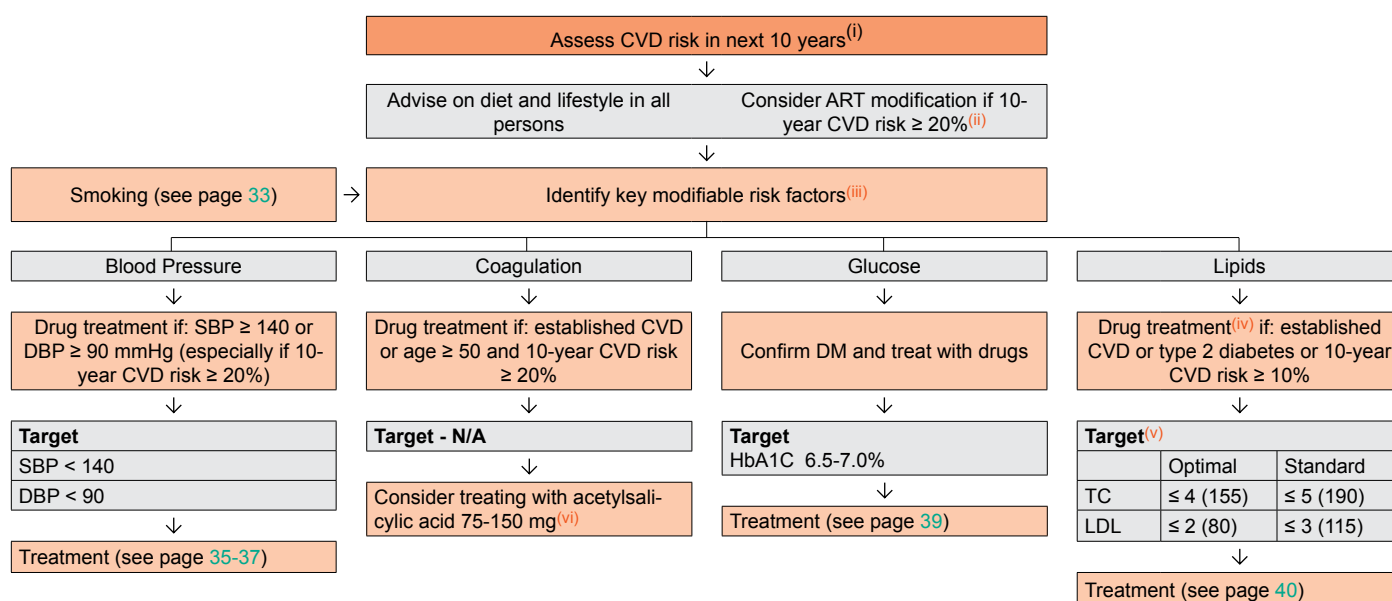 Assess CVD risk in next 10 years(i)
Advise on diet and lifestyle in all
persons
Consider ART modification if 10-
year CVD risk ≥ 20%(ii)
Smoking (see page 33)
Identify key modifiable risk factors(iii)
Blood Pressure
Drug treatment if: SBP ≥ 140 or
DBP ≥ 90 mmHg (especially if 10-
year CVD risk ≥ 20%)
Target
SBP < 140
DBP < 90
Treatment (see page 35-37)
Coagulation
Drug treatment if: established CVD
or age ≥ 50 and 10-year CVD risk
≥ 20%
Target - N/A
Consider treating with acetylsali-
cylic acid 75-150 mg(vi)
Glucose
Confirm DM and treat with drugs
Target
HbA1C 6.5-7.0%
Treatment (see page 39)
Lipids
Drug treatment(iv) if: established
CVD or type 2 diabetes or 10-year
CVD risk ≥ 10%
Target(v)
Optimal Standard
TC ≤ 4 (155) ≤ 5 (190)
LDL ≤ 2 (80) ≤ 3 (115)
Treatment (see page 40)